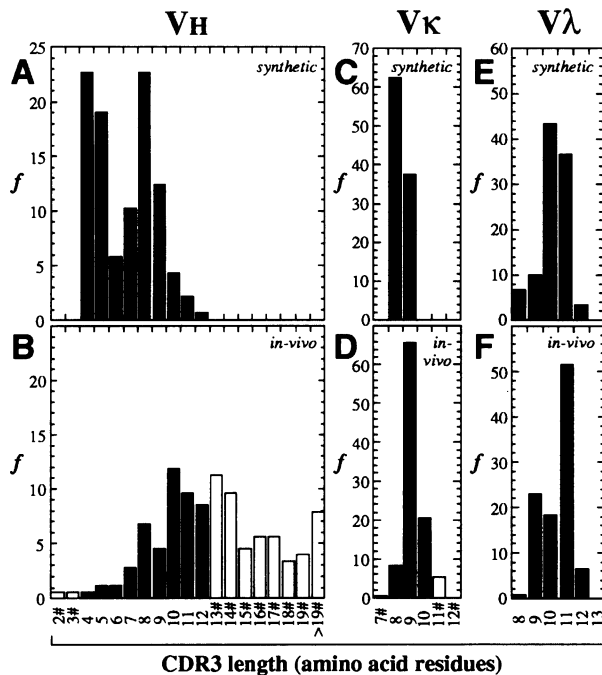 VH Vκ Vλ
A synthetic
25
20
15
10
5
0
f
C synthetic
70
60
50
40
30
20
10
0
f
E synthetic
60
50
40
30
20
10
0
f
B in-vivo
20
15
10
5
0
f
2# 3# 4 5 6 7 8 9 10 11 12 13# 14# 15# 16# 17# 18# 19# >19#
D in-
vivo
60
50
40
30
20
10
0
f
7# 8 9 10 11# 12#
F in-vivo
50
40
30
20
10
0
f
8 9 10 11 12 13
CDR3 length (amino acid residues)